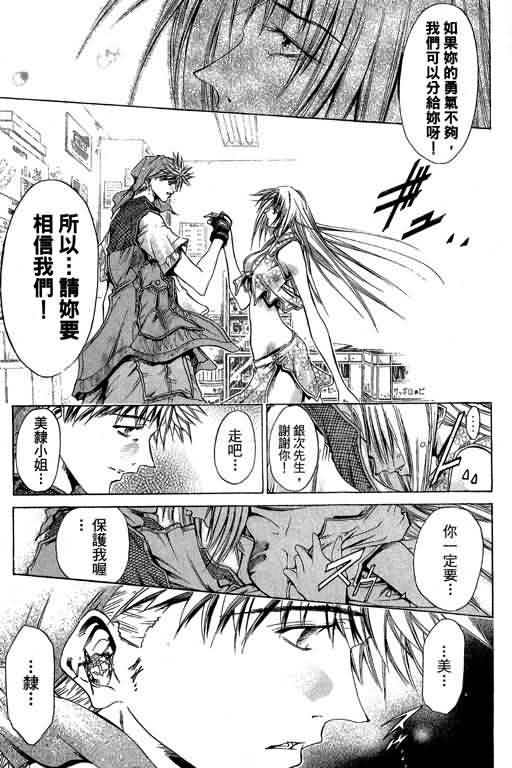 如果妳的勇氣不夠，
我們可以分給妳呀！
所以…請妳要
相信我們！
銀次先生，
謝謝你！
走吧…
美隸小姐…
…
你一定要…
保護我喔
…
…美…
…隸…